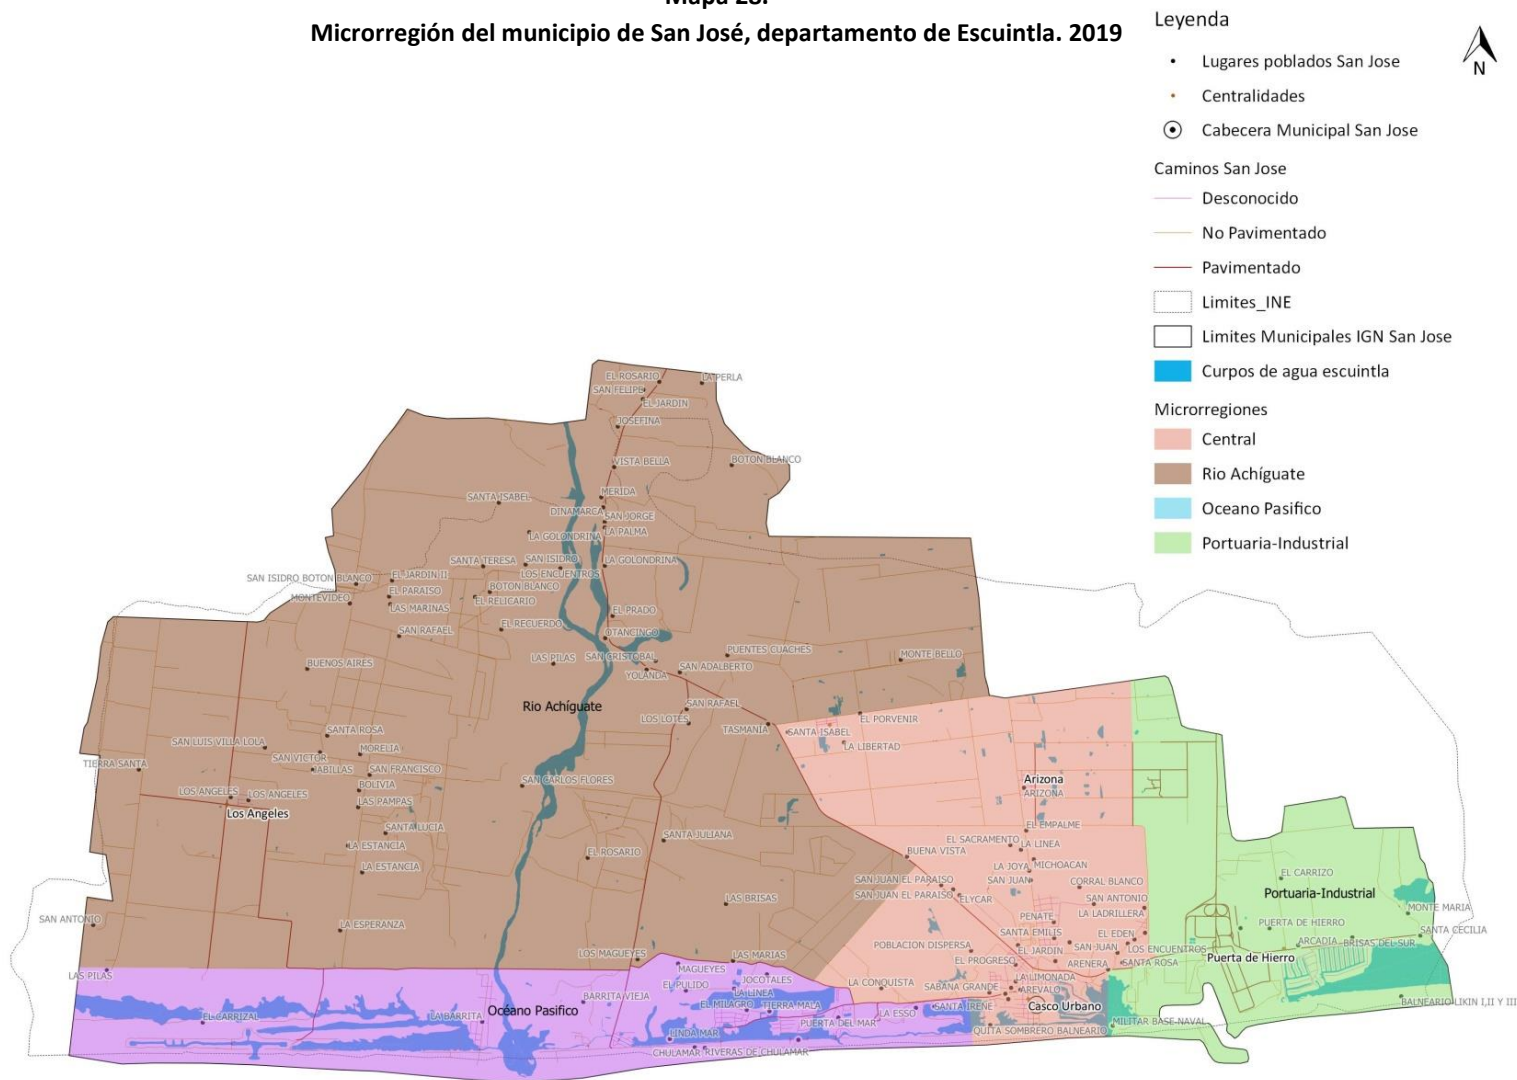 Mapa 28.
Microrregión del municipio de San José, departamento de Escuintla. 2019
Leyenda
Lugares poblados San Jose
Centralidades
Cabecera Municipal San Jose
Caminos San Jose
Desconocido
No Pavimentado
Pavimentado
Limites_INE
Limites Municipales IGN San Jose
Curpos de agua escuintla
Microrregiones
Central
Rio Achíguate
Oceano Pasifico
Portuaria-Industrial
N
EL ROSARIO
LA PERLA
SAN FELIPE
EL JARDIN
JOSEFINA
VISTA BELLA
BOTON BLANCO
SANTA ISABEL
MERIDA
DINAMARCA
SAN JORGE
LA GOLONDRINA
LA PALMA
SANTA TERESA
SAN ISIDRO
LA GOLONDRINA
SAN ISIDRO BOTON BLANCO
EL JARDIN II
LOS ENCUENTROS
BOTON BLANCO
MONTEVIDEO
EL PARAISO
EL RELICARIO
LAS MARINAS
EL PRADO
SAN RAFAEL
EL RECUERDO
OTANCINGO
BUENOS AIRES
LAS PILAS
SAN CRISTOBAL
PUENTES CUACHES
MONTE BELLO
YOLANDA
SAN ADALBERTO
Rio Achíguate
SAN RAFAEL
LOS LOTES
EL PORVENIR
TASMANIA
SANTA ISABEL
LA LIBERTAD
SANTA ROSA
SAN LUIS VILLA LOLA
SAN VICTOR
MORELIA
TIERRA SANTA
JABILLAS
SAN FRANCISCO
BOLIVIA
SAN CARLOS FLORES
Arizona
ARIZONA
LOS ANGELES
LOS ANGELES
LAS PAMPAS
Los Angeles
SANTA LUCIA
SANTA JULIANA
EL EMPALME
EL SACRAMENTO
LA LINEA
LA ESTANCIA
EL ROSARIO
BUENA VISTA
LA ESTANCIA
LA JOYA
MICHOACAN
SAN JUAN EL PARAISO
SAN JUAN
CORRAL BLANCO
EL CARRIZO
SAN JUAN EL PARAISO
ELYCAR
SAN ANTONIO
Portuaria-Industrial
LAS BRISAS
LA LADRILLERA
MONTE MARIA
SAN ANTONIO
PENATE
LA ESPERANZA
SANTA EMILIS
EL EDEN
PUERTA DE HIERRO
SANTA CECILIA
POBLACION DISPERSA
EL JARDIN
SAN JUAN
LOS ENCUENTROS
ARCADIA
BRISAS DEL SUR
LOS MAGUEYES
LAS MARIAS
EL PROGRESO
ARENERA
SANTA ROSA
Puerta de Hierro
LAS PILAS
MAGUEYES
JOCOTALES
LA LIMONADA
EL PULIDO
LA LINEA
LA CONQUISTA
SABANA GRANDE
AREVALO
BARRITA VIEJA
EL MILAGRO
TIERRA MALA
SANTA IRENE
Casco Urbano
BALNEARIO LIKIN I,II Y III
EL CARRIZAL
LA BARRITA
Océano Pasifico
PUERTA DEL MAR
LA ESSO
MILITAR BASE NAVAL
LINDA MAR
QUITA SOMBRERO BALNEARIO
CHULAMAR
RIVERAS DE CHULAMAR